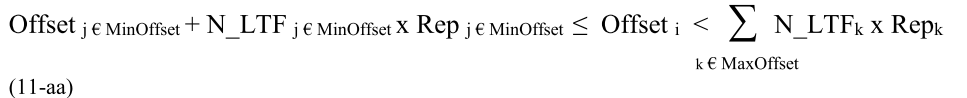 Offset j € MinOffset + N_LTF j € MinOffset x Rep j € MinOffset ≤ Offset i < ∑ N_LTFk x Repk
k € MaxOffset
(11-aa)